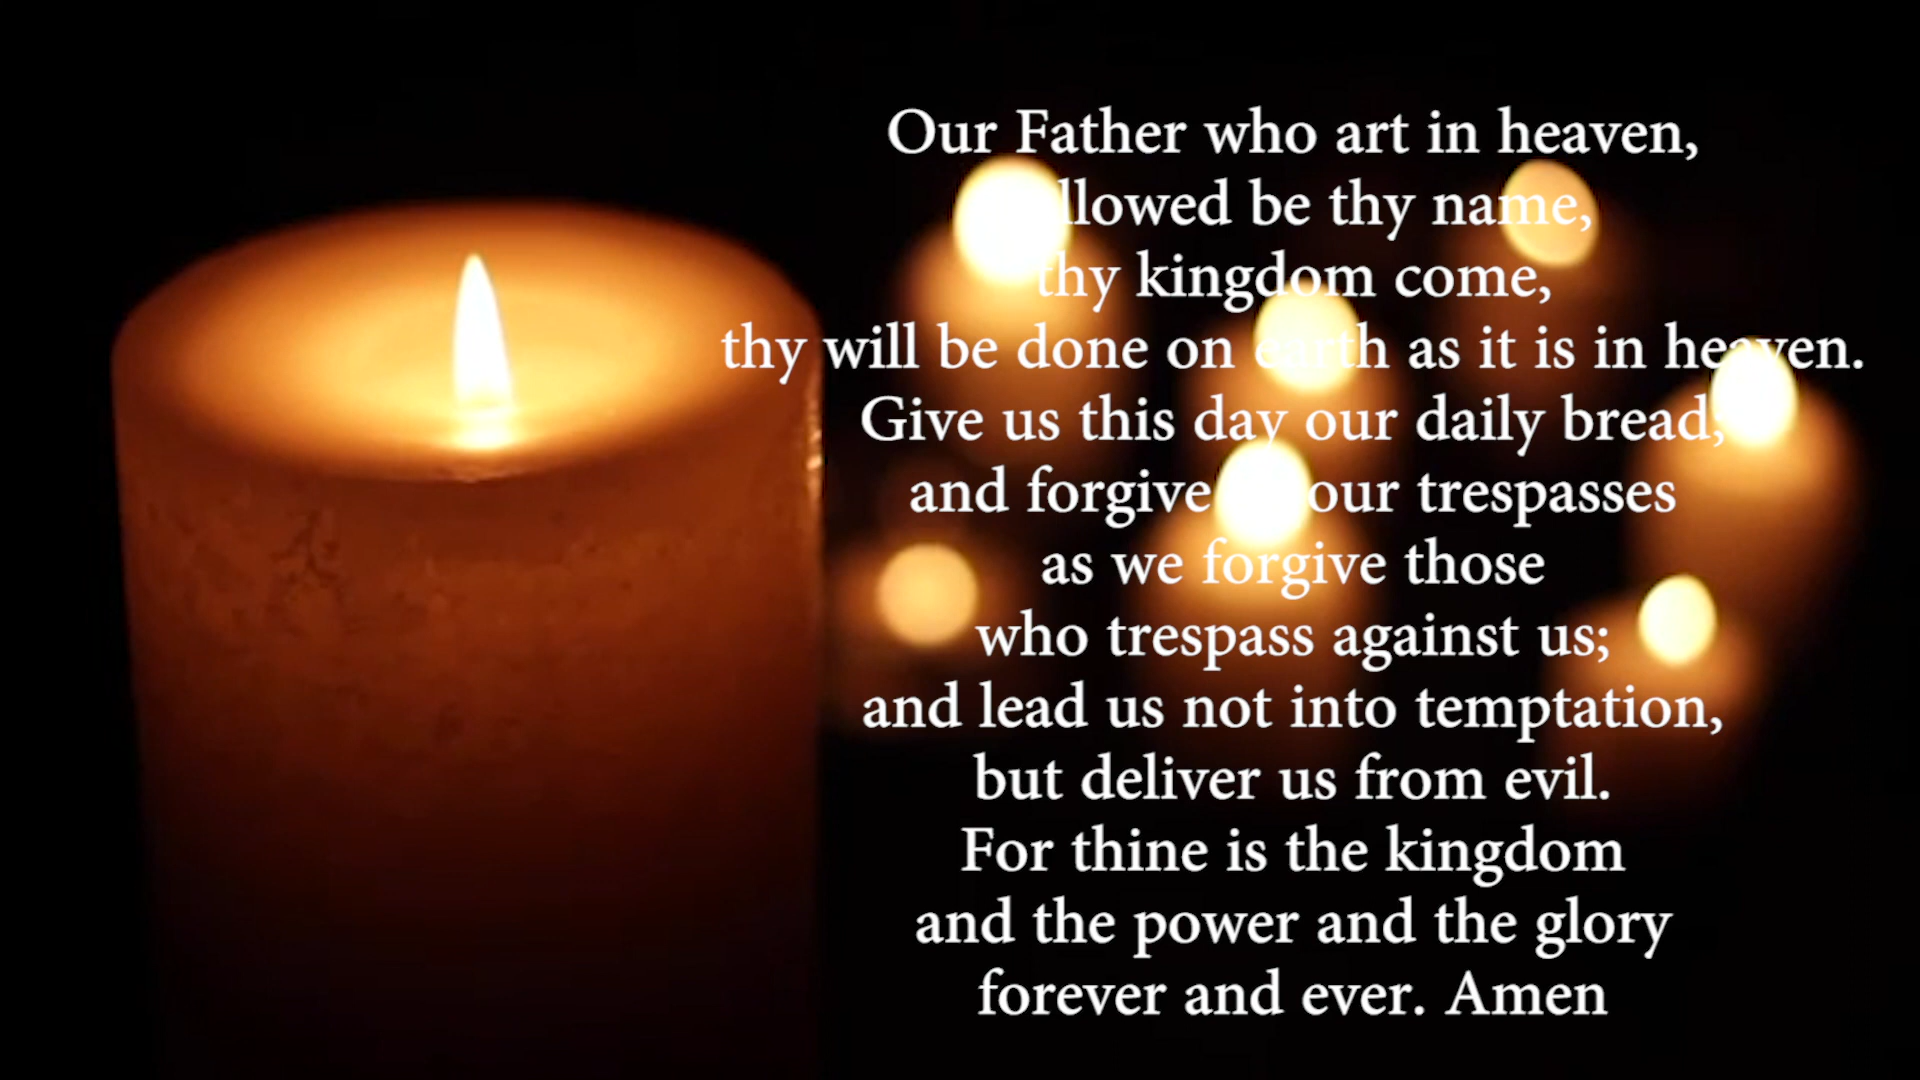 Our Father who art in heaven,
hallowed be thy name,
thy kingdom come,
thy will be done on earth as it is in heaven.
Give us this day our daily bread,
and forgive our trespasses
as we forgive those
who trespass against us;
and lead us not into temptation,
but deliver us from evil.
For thine is the kingdom
and the power and the glory
forever and ever. Amen